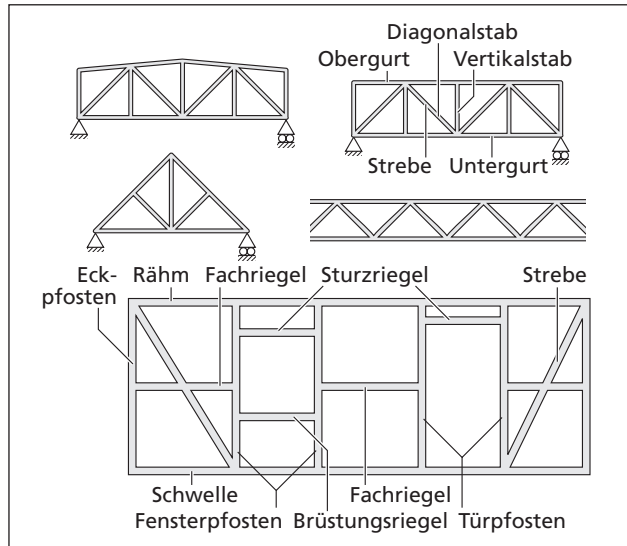 Diagonalstab
Obergurt Vertikalstab
Strebe Untergurt
Eck-
pfosten
Rähm Fachriegel Sturzriegel Strebe
Schwelle Fachriegel
Fensterpfosten Brüstungsriegel Türpfosten